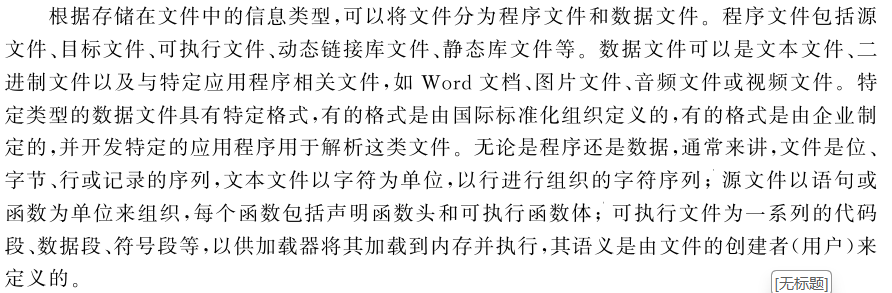 根据存储在文件中的信息类型,可以将文件分为程序文件和数据文件。程序文件包括源
文件、目标文件、可执行文件、动态链接库文件、静态库文件等。数据文件可以是文本文件、二
进制文件以及与特定应用程序相关文件,如 Word 文档、图片文件、音频文件或视频文件。特
定类型的数据文件具有特定格式,有的格式是由国际标准化组织定义的,有的格式是由企业制
定的,并开发特定的应用程序用于解析这类文件。无论是程序还是数据,通常来讲,文件是位、
字节、行或记录的序列,文本文件以字符为单位,以行进行组织的字符序列;源文件以语句或
函数为单位来组织,每个函数包括声明函数头和可执行函数体;可执行文件为一系列的代码
段、数据段、符号段等,以供加载器将其加载到内存并执行,其语义是由文件的创建者(用户)来
定义的。
[无标题]